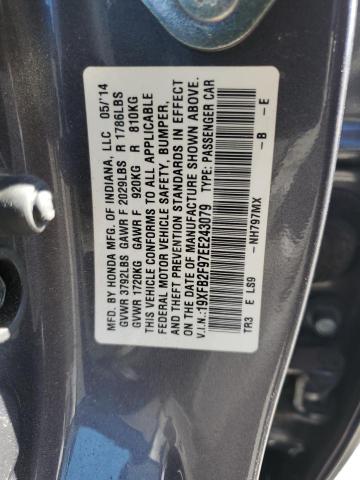 MFD. BY HONDA MFG. OF INDIANA, LLC 05/'14
GVWR 3792LBS GAWR F 2029LBS R 1786LBS
GVWR 1720KG GAWR F 920KG R 810KG
THIS VEHICLE CONFORMS TO ALL APPLICABLE
FEDERAL MOTOR VEHICLE SAFETY, BUMPER,
AND THEFT PREVENTION STANDARDS IN EFFECT
ON THE DATE OF MANUFACTURE SHOWN ABOVE.
V.I.N.:19XFB2F97EE243079 TYPE: PASSENGER CAR
TR3 E LS9 -NH797MX -B -E